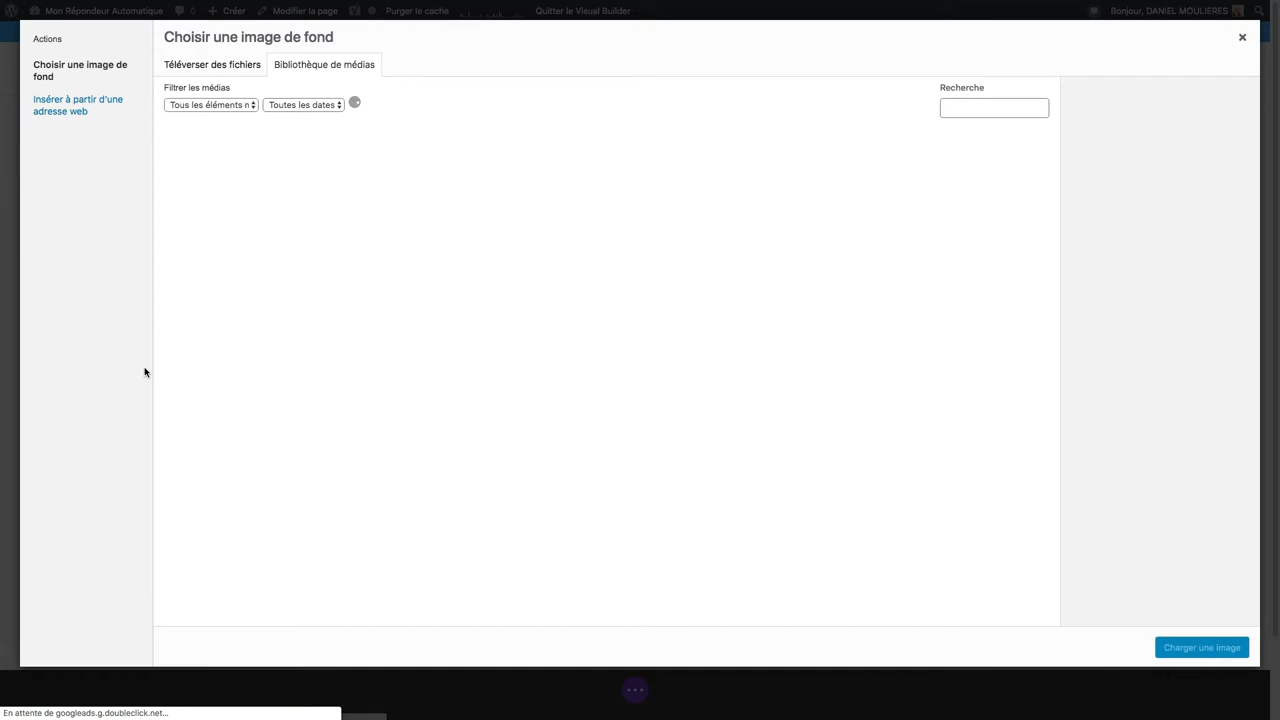 Mon Répondeur Automatique 0 Créer Modifier la page Purger le cache Quitter le Visual Builder Bonjour, DANIEL MOULIERES
Actions
Choisir une image de fond
Insérer à partir d'une
adresse web
Choisir une image de
fond
Téléverser des fichiers Bibliothèque de médias
Filtrer les médias
Tous les éléments Toutes les dates
Recherche
Charger une image
En attente de googleads.g.doubleclick.net...